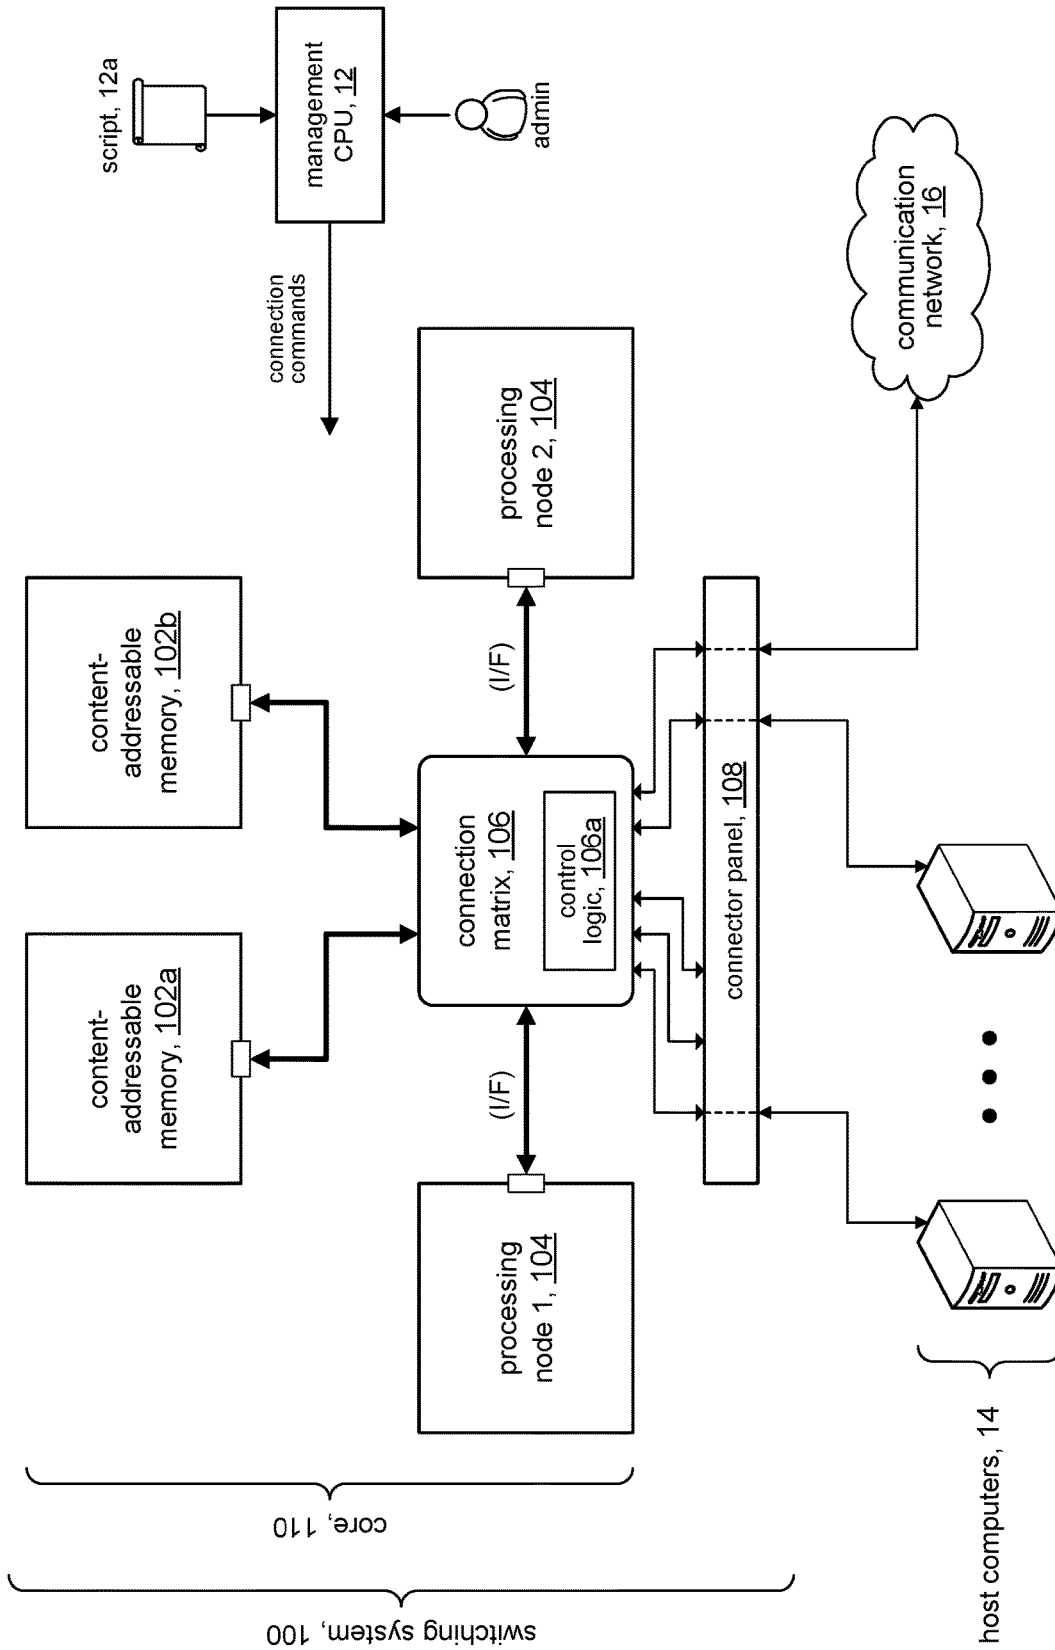 switching system, 100
core, 110
content-
addressable
memory, 102a
content-
addressable
memory, 102b
script, 12a
management
CPU, 12
admin
connection
commands
processing
node 1, 104
(I/F)
connection
matrix, 106
control
logic, 106a
(I/F)
processing
node 2, 104
connector panel, 108
communication
network, 16
host computers, 14